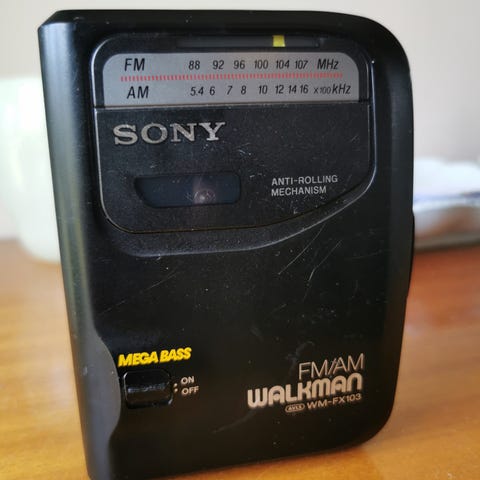 FM 88 92 96 100 104 107 MHz
AM 5.4 6 7 8 10 12 14 16 x100 kHz
SONY
ANTI-ROLLING
MECHANISM
MEGA BASS
ON
OFF
FM/AM
WALKMAN
AVLS WM-FX103